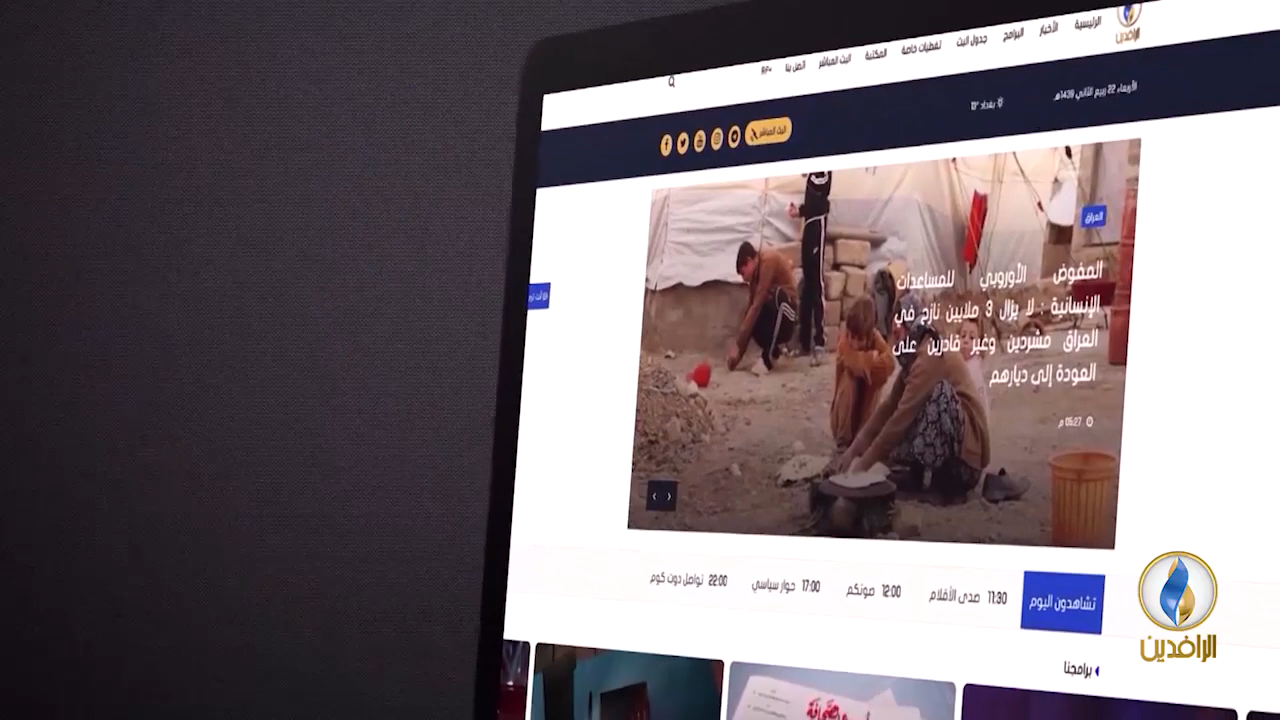 الرافدين
الرئيسية
الأخبار
البرامج
جدول البث
تغطيات خاصة
المكتبة
البث المباشر
اتصل بنا
الأربعاء 22 ربيع الثاني 1439هـ
بغداد °13
البث المباشر
العراق
المفوض الأوروبي للمساعدات
الإنسانية : لا يزال 3 ملايين نازح في
العراق مشردين وغير قادرين على
العودة إلى ديارهم
05:27 م
تشاهدون اليوم
11:30 صدى الأقلام
12:00 صوتكم
17:00 حوار سياسي
22:00 تواصل دوت كوم
برامجنا
الرافدين